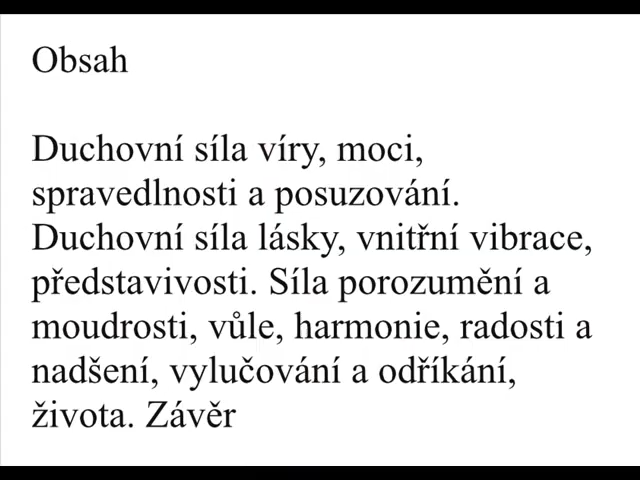 Obsah
Duchovní síla víry, moci,
spravedlnosti a posuzování.
Duchovní síla lásky, vnitřní vibrace,
představivosti. Síla porozumění a
moudrosti, vůle, harmonie, radosti a
nadšení, vylučování a odříkání,
života. Závěr